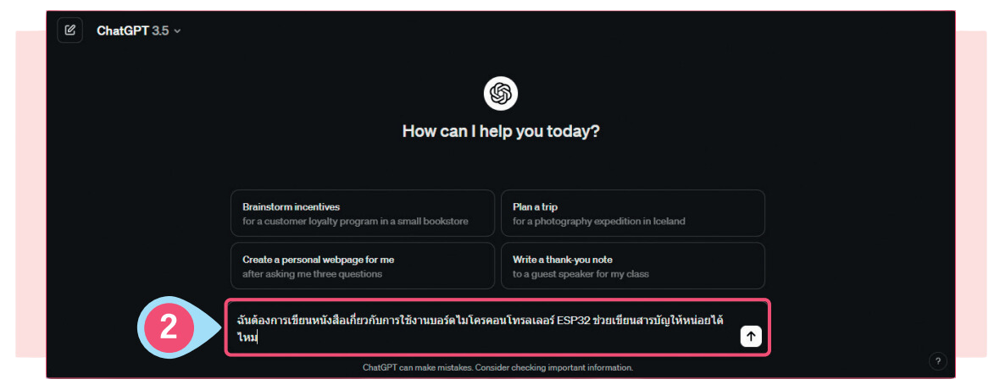 ChatGPT 3.5
How can I help you today?
Brainstorm incentives
for a customer loyalty program in a small bookstore
Plan a trip
for a photography expedition in Iceland
Create a personal webpage for me
after asking me three questions
Write a thank-you note
to a guest speaker for my class
2
ฉันต้องการเขียนหนังสือเกี่ยวกับการใช้งานบอร์ดไมโครคอนโทรลเลอร์ ESP32 ช่วยเขียนสารบัญให้หน่อยได้
ไหม
ChatGPT can make mistakes. Consider checking important information.
?